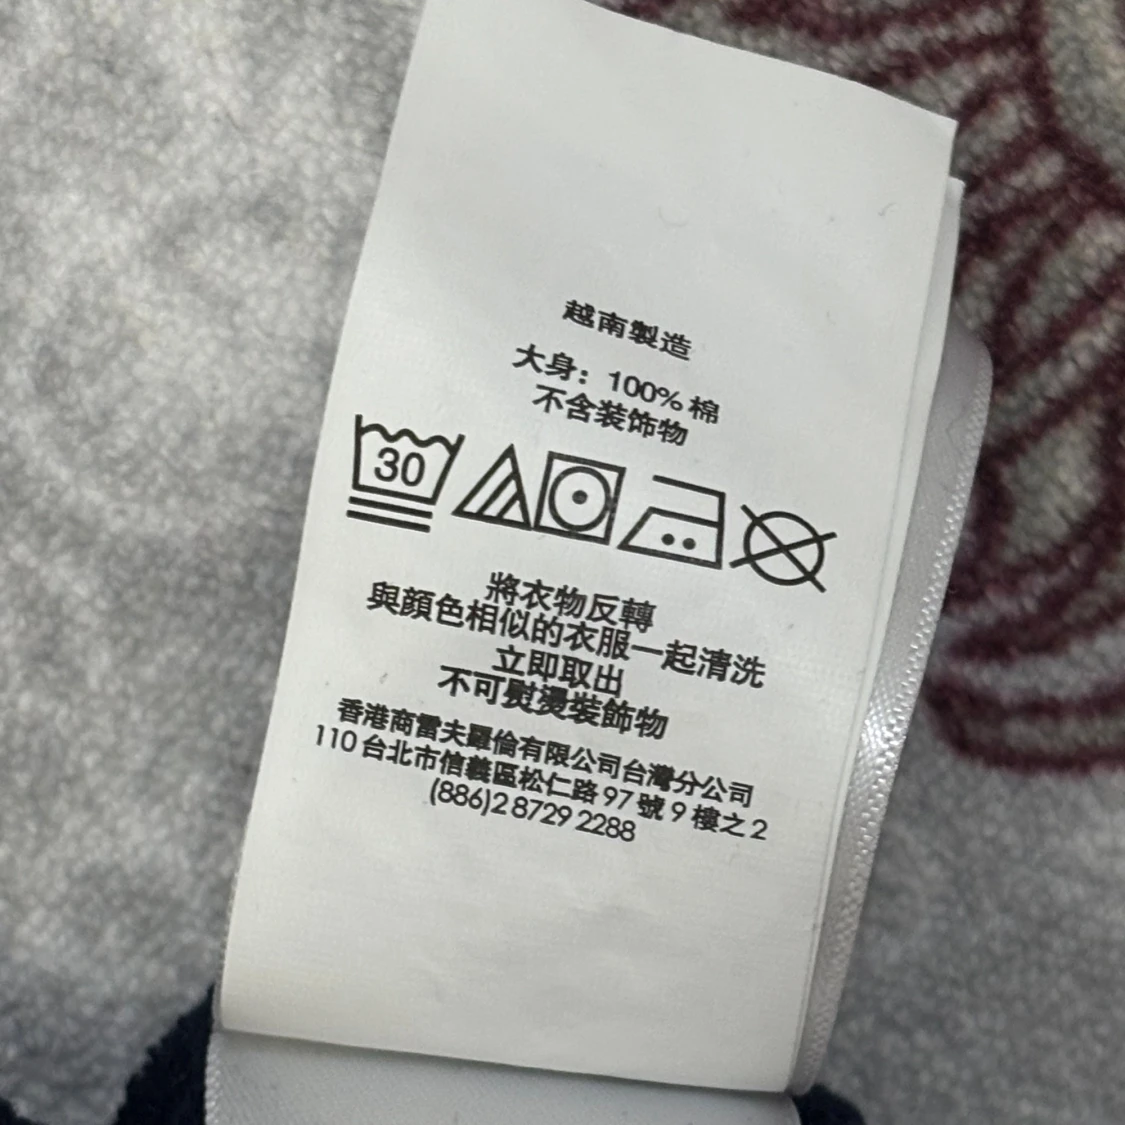 越南製造
大身：100% 棉
不含装饰物
30
將衣物反轉
與顏色相似的衣服一起清洗
立即取出
不可熨燙裝飾物
香港商雷夫羅倫有限公司台灣分公司
110 台北市信義區松仁路 97 號 9 樓之 2
(886)2 8729 2288